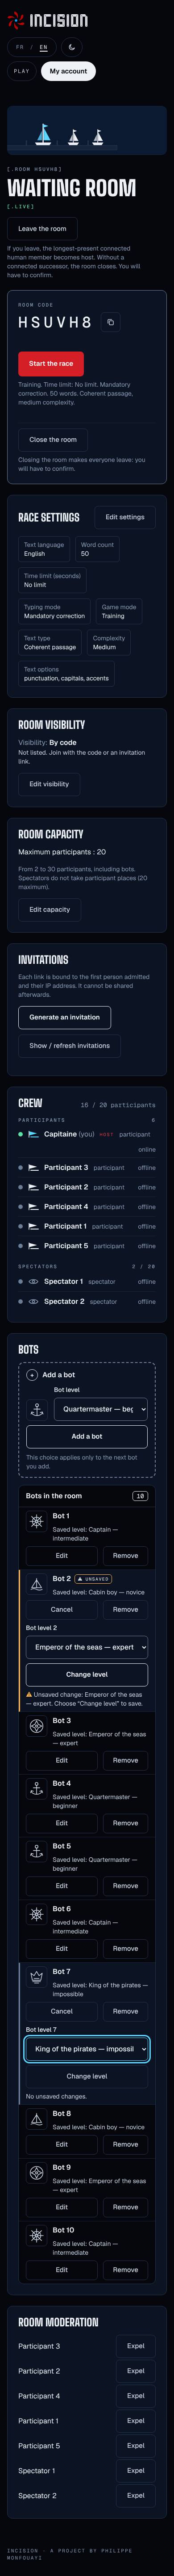 INCISION
FR / EN
PLAY
My account
[.ROOM HSUVH8]
WAITING ROOM
[.LIVE]
Leave the room
If you leave, the longest-present connected
human member becomes host. Without a
connected successor, the room closes. You will
have to confirm.
ROOM CODE
HSUVH8
Start the race
Training. Time limit: No limit. Mandatory
correction. 50 words. Coherent passage,
medium complexity.
Close the room
Closing the room makes everyone leave: you
will have to confirm.
RACE SETTINGS
Edit settings
Text language
English
Word count
50
Time limit (seconds)
No limit
Typing mode
Mandatory correction
Game mode
Training
Text type
Coherent passage
Complexity
Medium
Text options
punctuation, capitals, accents
ROOM VISIBILITY
Visibility: By code
Not listed. Join with the code or an invitation
link.
Edit visibility
ROOM CAPACITY
Maximum participants : 20
From 2 to 30 participants, including bots.
Spectators do not take participant places (20
maximum).
Edit capacity
INVITATIONS
Each link is bound to the first person admitted
and their IP address. It cannot be shared
afterwards.
Generate an invitation
Show / refresh invitations
CREW
16 / 20 participants
PARTICIPANTS 6
Capitaine (you) HOST participant
online
Participant 3 participant offline
Participant 2 participant offline
Participant 4 participant offline
Participant 1 participant offline
Participant 5 participant offline
SPECTATORS 2 / 20
Spectator 1 spectator offline
Spectator 2 spectator offline
BOTS
+ Add a bot
Bot level
Quartermaster — beg
Add a bot
This choice applies only to the next bot
you add.
Bots in the room 10
Bot 1
Saved level: Captain —
intermediate
Edit Remove
Bot 2 UNSAVED
Saved level: Cabin boy — novice
Cancel Remove
Bot level 2
Emperor of the seas — expert
Change level
Unsaved change: Emperor of the seas
— expert. Choose “Change level” to save.
Bot 3
Saved level: Emperor of the seas
— expert
Edit Remove
Bot 4
Saved level: Quartermaster —
beginner
Edit Remove
Bot 5
Saved level: Quartermaster —
beginner
Edit Remove
Bot 6
Saved level: Captain —
intermediate
Edit Remove
Bot 7
Saved level: King of the pirates —
impossible
Cancel Remove
Bot level 7
King of the pirates — impossil
Change level
No unsaved changes.
Bot 8
Saved level: Cabin boy — novice
Edit Remove
Bot 9
Saved level: Emperor of the seas
— expert
Edit Remove
Bot 10
Saved level: Captain —
intermediate
Edit Remove
ROOM MODERATION
Participant 3 Expel
Participant 2 Expel
Participant 4 Expel
Participant 1 Expel
Participant 5 Expel
Spectator 1 Expel
Spectator 2 Expel
INCISION · A PROJECT BY PHILIPPE
MONFOUAYI